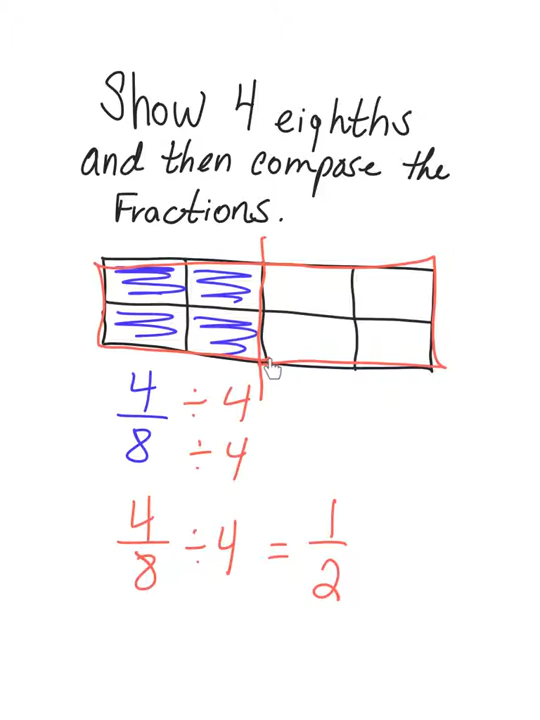 Show 4 eighths
and then compose the
Fractions.
4/8 ÷ 4
÷ 4
4/8 ÷ 4 = 1/2